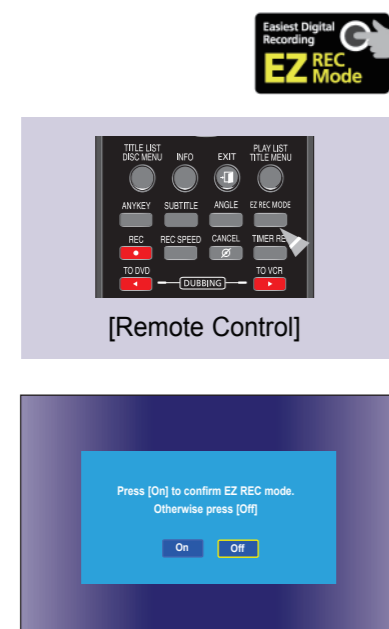 Easiest Digital
Recording
EZ REC
Mode
TITLE LIST
DISC MENU
INFO
EXIT
PLAY LIST
TITLE MENU
ANYKEY
SUBTITLE
ANGLE
EZ REC MODE
REC
REC SPEED
CANCEL
TIMER RE
TO DVD
DUBBING
TO VCR
[Remote Control]
Press [On] to confirm EZ REC mode.
Otherwise press [Off]
On
Off